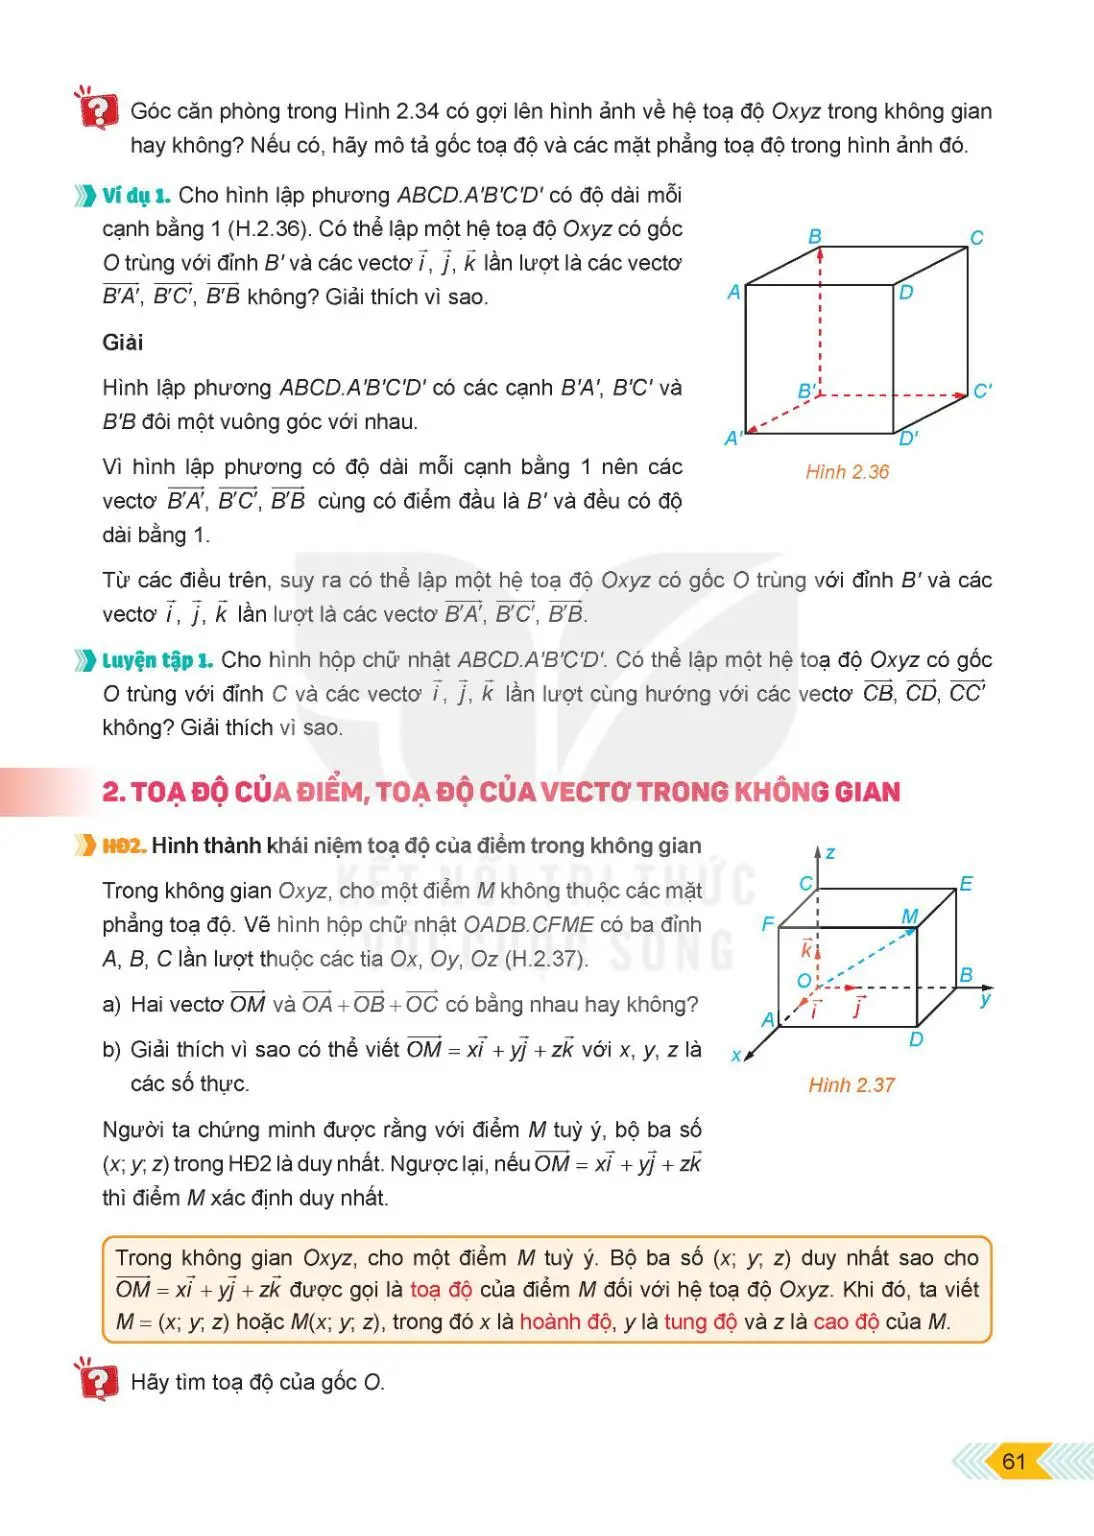 Góc căn phòng trong Hình 2.34 có gợi lên hình ảnh về hệ toạ độ Oxyz trong không gian
hay không? Nếu có, hãy mô tả gốc toạ độ và các mặt phẳng toạ độ trong hình ảnh đó.
Ví dụ 1. Cho hình lập phương ABCD.A'B'C'D' có độ dài mỗi
cạnh bằng 1 (H.2.36). Có thể lập một hệ toạ độ Oxyz có gốc
O trùng với đỉnh B' và các vectơ i⃗, j⃗, k⃗ lần lượt là các vectơ
B'A'⃗, B'C'⃗, B'B⃗ không? Giải thích vì sao.
Giải
Hình lập phương ABCD.A'B'C'D' có các cạnh B'A', B'C' và
B'B đôi một vuông góc với nhau.
Vì hình lập phương có độ dài mỗi cạnh bằng 1 nên các
vectơ B'A'⃗, B'C'⃗, B'B⃗ cùng có điểm đầu là B' và đều có độ
dài bằng 1.
B
C
A
D
B'
C'
A'
D'
Hình 2.36
Từ các điều trên, suy ra có thể lập một hệ toạ độ Oxyz có gốc O trùng với đỉnh B' và các
vectơ i⃗, j⃗, k⃗ lần lượt là các vectơ B'A'⃗, B'C'⃗, B'B⃗.
Luyện tập 1. Cho hình hộp chữ nhật ABCD.A'B'C'D'. Có thể lập một hệ toạ độ Oxyz có gốc
O trùng với đỉnh C và các vectơ i⃗, j⃗, k⃗ lần lượt cùng hướng với các vectơ CB⃗, CD⃗, CC'⃗
không? Giải thích vì sao.
2. TOẠ ĐỘ CỦA ĐIỂM, TOẠ ĐỘ CỦA VECTƠ TRONG KHÔNG GIAN
HĐ2. Hình thành khái niệm toạ độ của điểm trong không gian
Trong không gian Oxyz, cho một điểm M không thuộc các mặt
phẳng toạ độ. Vẽ hình hộp chữ nhật OADB.CFME có ba đỉnh
A, B, C lần lượt thuộc các tia Ox, Oy, Oz (H.2.37).
a) Hai vectơ OM⃗ và OA⃗ + OB⃗ + OC⃗ có bằng nhau hay không?
b) Giải thích vì sao có thể viết OM⃗ = xi⃗ + yj⃗ + zk⃗ với x, y, z là
các số thực.
Người ta chứng minh được rằng với điểm M tuỳ ý, bộ ba số
(x; y; z) trong HĐ2 là duy nhất. Ngược lại, nếu OM⃗ = xi⃗ + yj⃗ + zk⃗
thì điểm M xác định duy nhất.
z
C
E
F
M
k⃗
O
B
i⃗
j⃗
y
A
D
x
Hình 2.37
KẾT NỐI TRI THỨC
VỚI CUỘC SỐNG
Trong không gian Oxyz, cho một điểm M tuỳ ý. Bộ ba số (x; y; z) duy nhất sao cho
OM⃗ = xi⃗ + yj⃗ + zk⃗ được gọi là toạ độ của điểm M đối với hệ toạ độ Oxyz. Khi đó, ta viết
M = (x; y; z) hoặc M(x; y; z), trong đó x là hoành độ, y là tung độ và z là cao độ của M.
Hãy tìm toạ độ của gốc O.
61